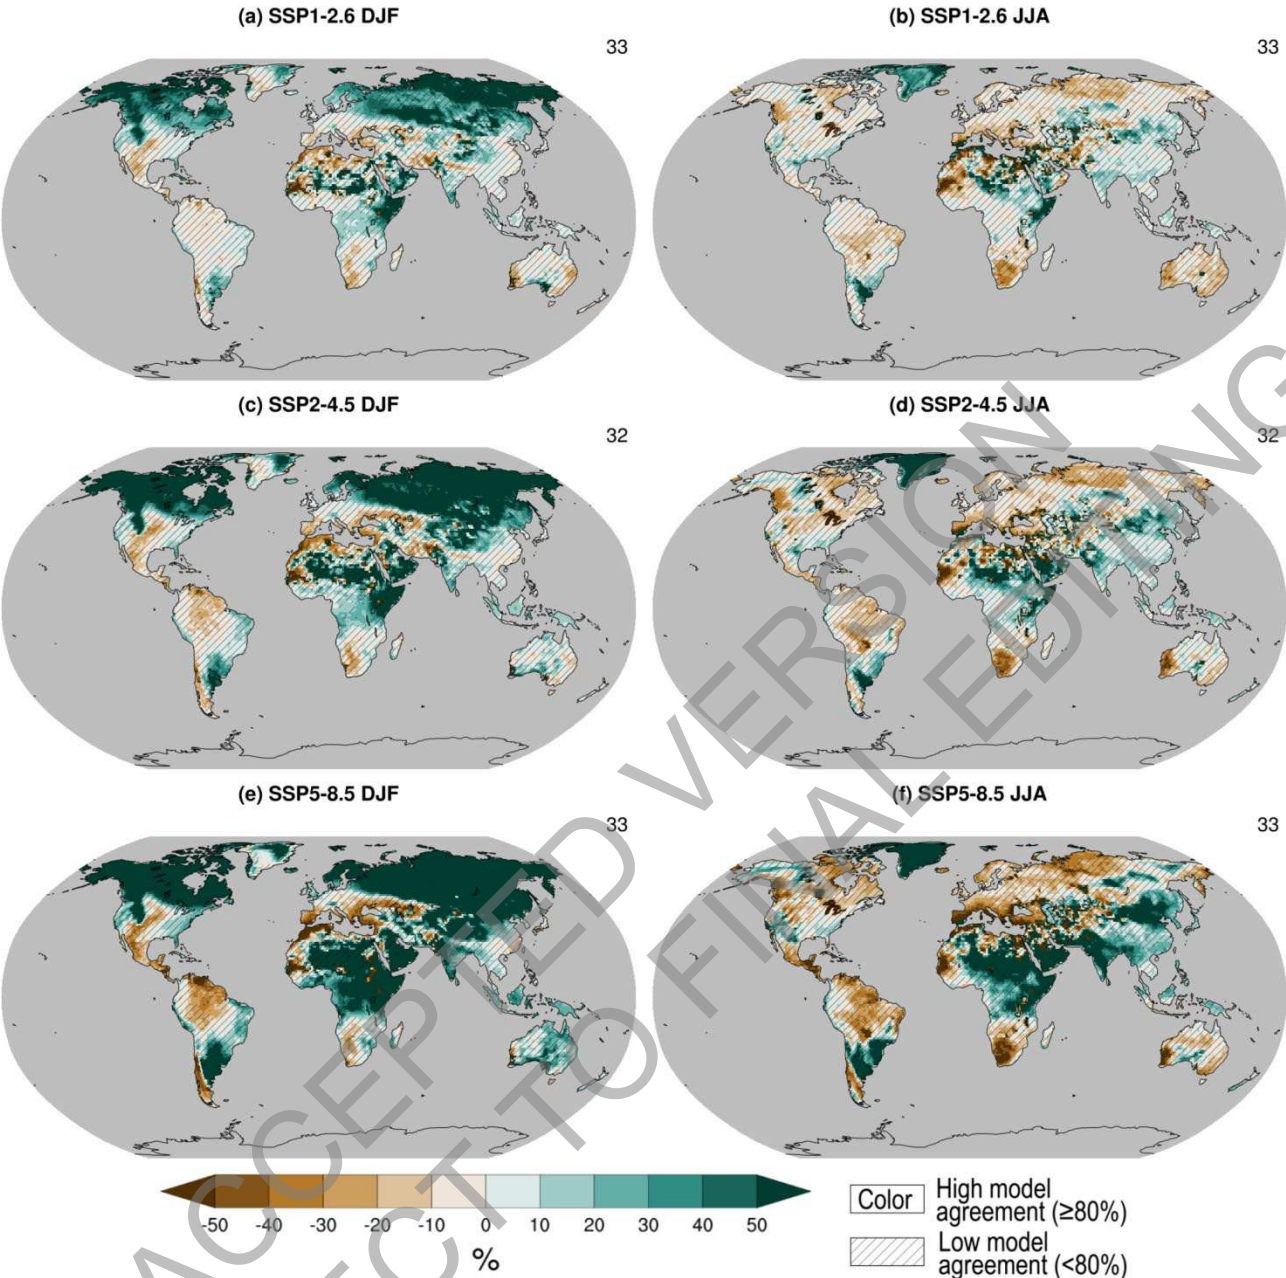 (a) SSP1-2.6 DJF
(b) SSP1-2.6 JJA
33
33
(c) SSP2-4.5 DJF
(d) SSP2-4.5 JJA
32
32
(e) SSP5-8.5 DJF
(f) SSP5-8.5 JJA
33
33
-50 -40 -30 -20 -10 0 10 20 30 40 50
%
Color
High model
agreement (≥80%)
Low model
agreement (<80%)
ACCEPTED VERSION
TO FINAL EDITING